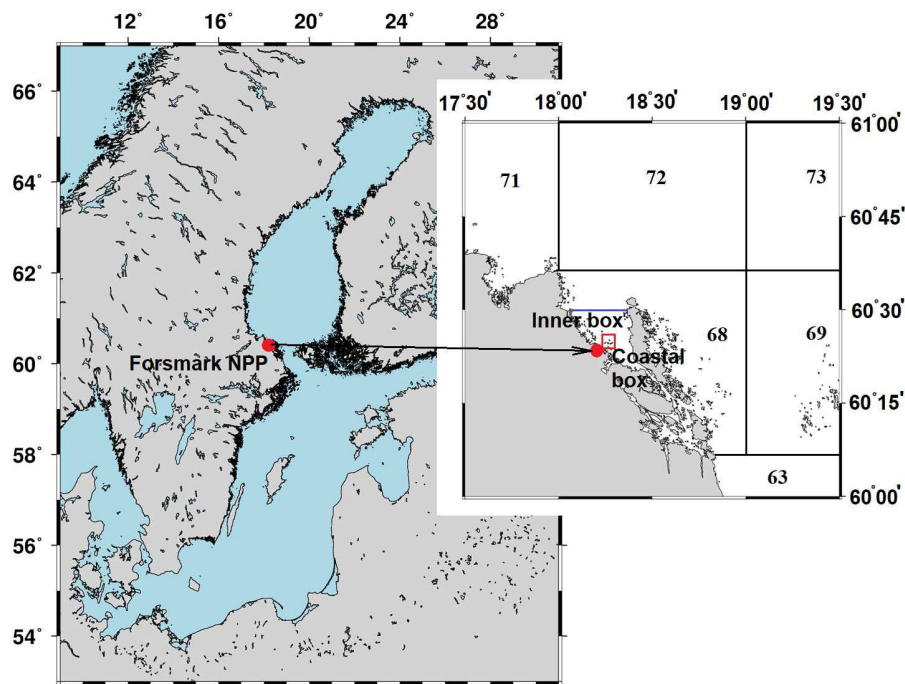 12˚ 16˚ 20˚ 24˚ 28˚
66˚
64˚
62˚
60˚
58˚
56˚
54˚
Forsmark NPP
17˚30' 18˚00' 18˚30' 19˚00' 19˚30'
61˚00'
60˚45'
60˚30'
60˚15'
60˚00'
71 72 73
Inner box 68 69
Coastal
box
63